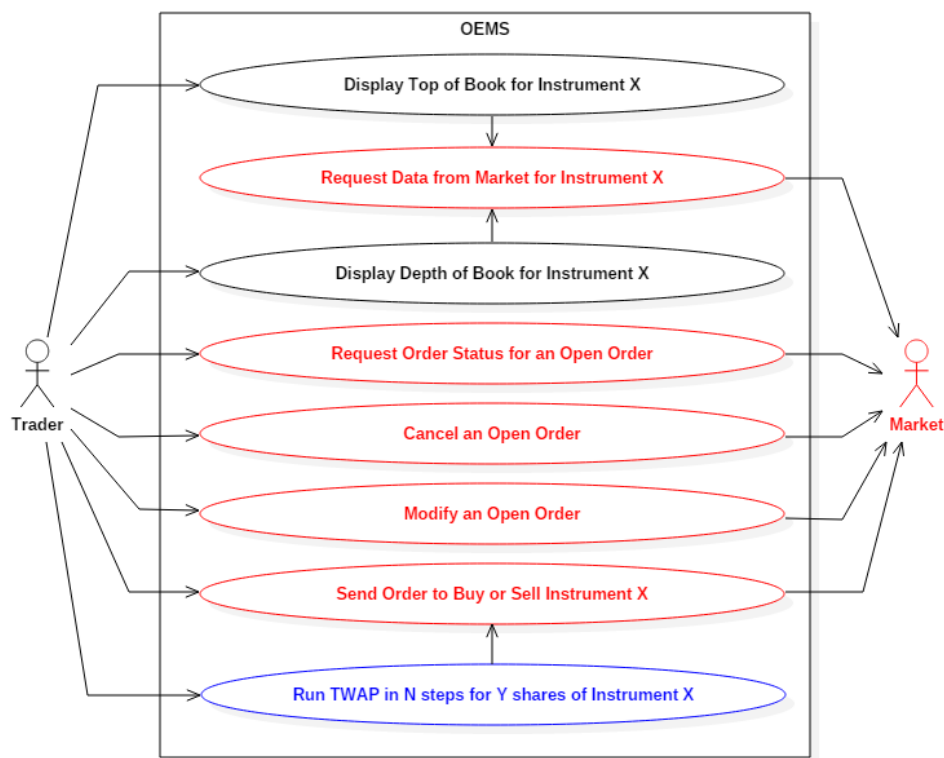 OEMS
Display Top of Book for Instrument X
Request Data from Market for Instrument X
Display Depth of Book for Instrument X
Request Order Status for an Open Order
Trader
Market
Cancel an Open Order
Modify an Open Order
Send Order to Buy or Sell Instrument X
Run TWAP in N steps for Y shares of Instrument X